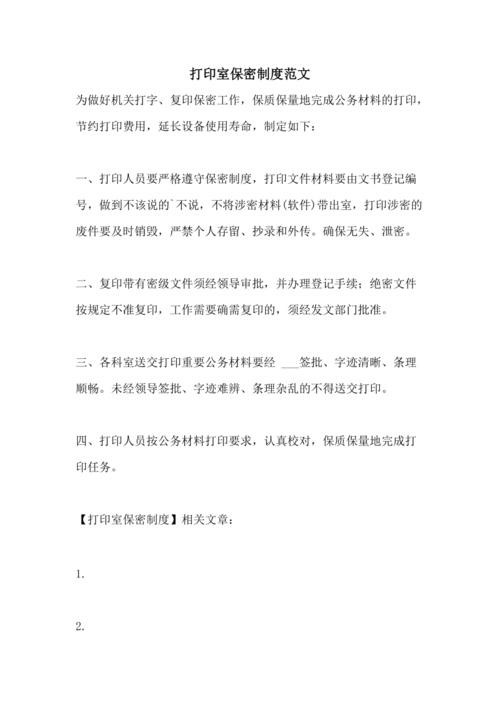 打印室保密制度范文
为做好机关打字、复印保密工作，保质保量地完成公务材料的打印，
节约打印费用，延长设备使用寿命，制定如下：
一、打印人员要严格遵守保密制度，打印文件材料要由文书登记编
号，做到不该说的`不说，不将涉密材料(软件)带出室，打印涉密的
废件要及时销毁，严禁个人存留、抄录和外传。确保无失、泄密。
二、复印带有密级文件须经领导审批，并办理登记手续；绝密文件
按规定不准复印，工作需要确需复印的，须经发文部门批准。
三、各科室送交打印重要公务材料要经 ___签批、字迹清晰、条理
顺畅。未经领导签批、字迹难辨、条理杂乱的不得送交打印。
四、打印人员按公务材料打印要求，认真校对，保质保量地完成打
印任务。
【打印室保密制度】相关文章：
1.
2.